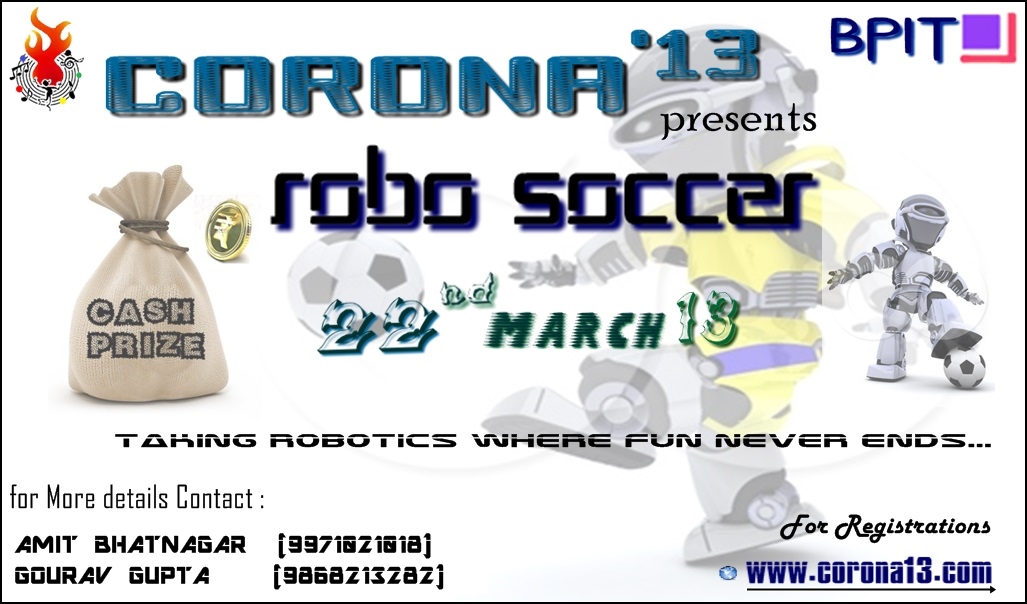 CORONA '13
BPIT
presents
robo soccer
CASH
PRIZE
22nd MARCH 13
TAKING ROBOTICS WHERE FUN NEVER ENDS...
for More details Contact :
AMIT BHATNAGAR [9971021018]
GOURAV GUPTA [9868213282]
For Registrations
www.corona13.com